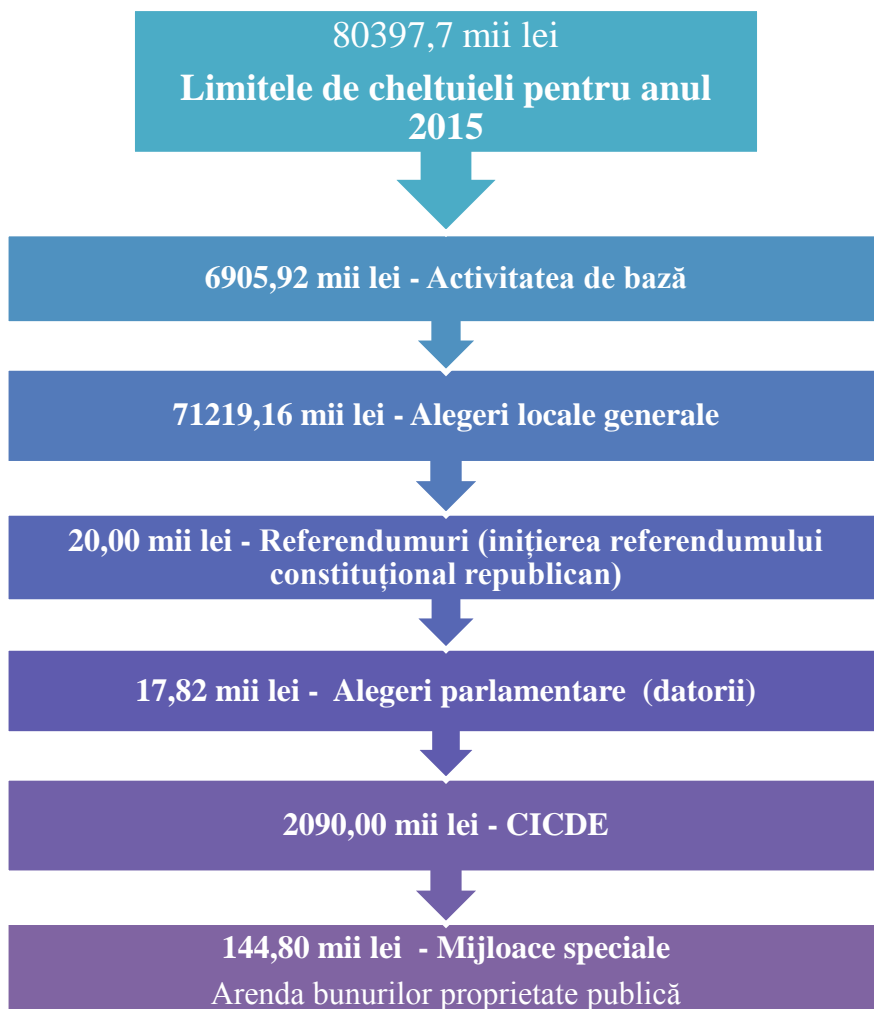 80397,7 mii lei
Limitele de cheltuieli pentru anul
2015
6905,92 mii lei - Activitatea de bază
71219,16 mii lei - Alegeri locale generale
20,00 mii lei - Referendumuri (inițierea referendumului
constituțional republican)
17,82 mii lei - Alegeri parlamentare (datorii)
2090,00 mii lei - CICDE
144,80 mii lei - Mijloace speciale
Arenda bunurilor proprietate publică